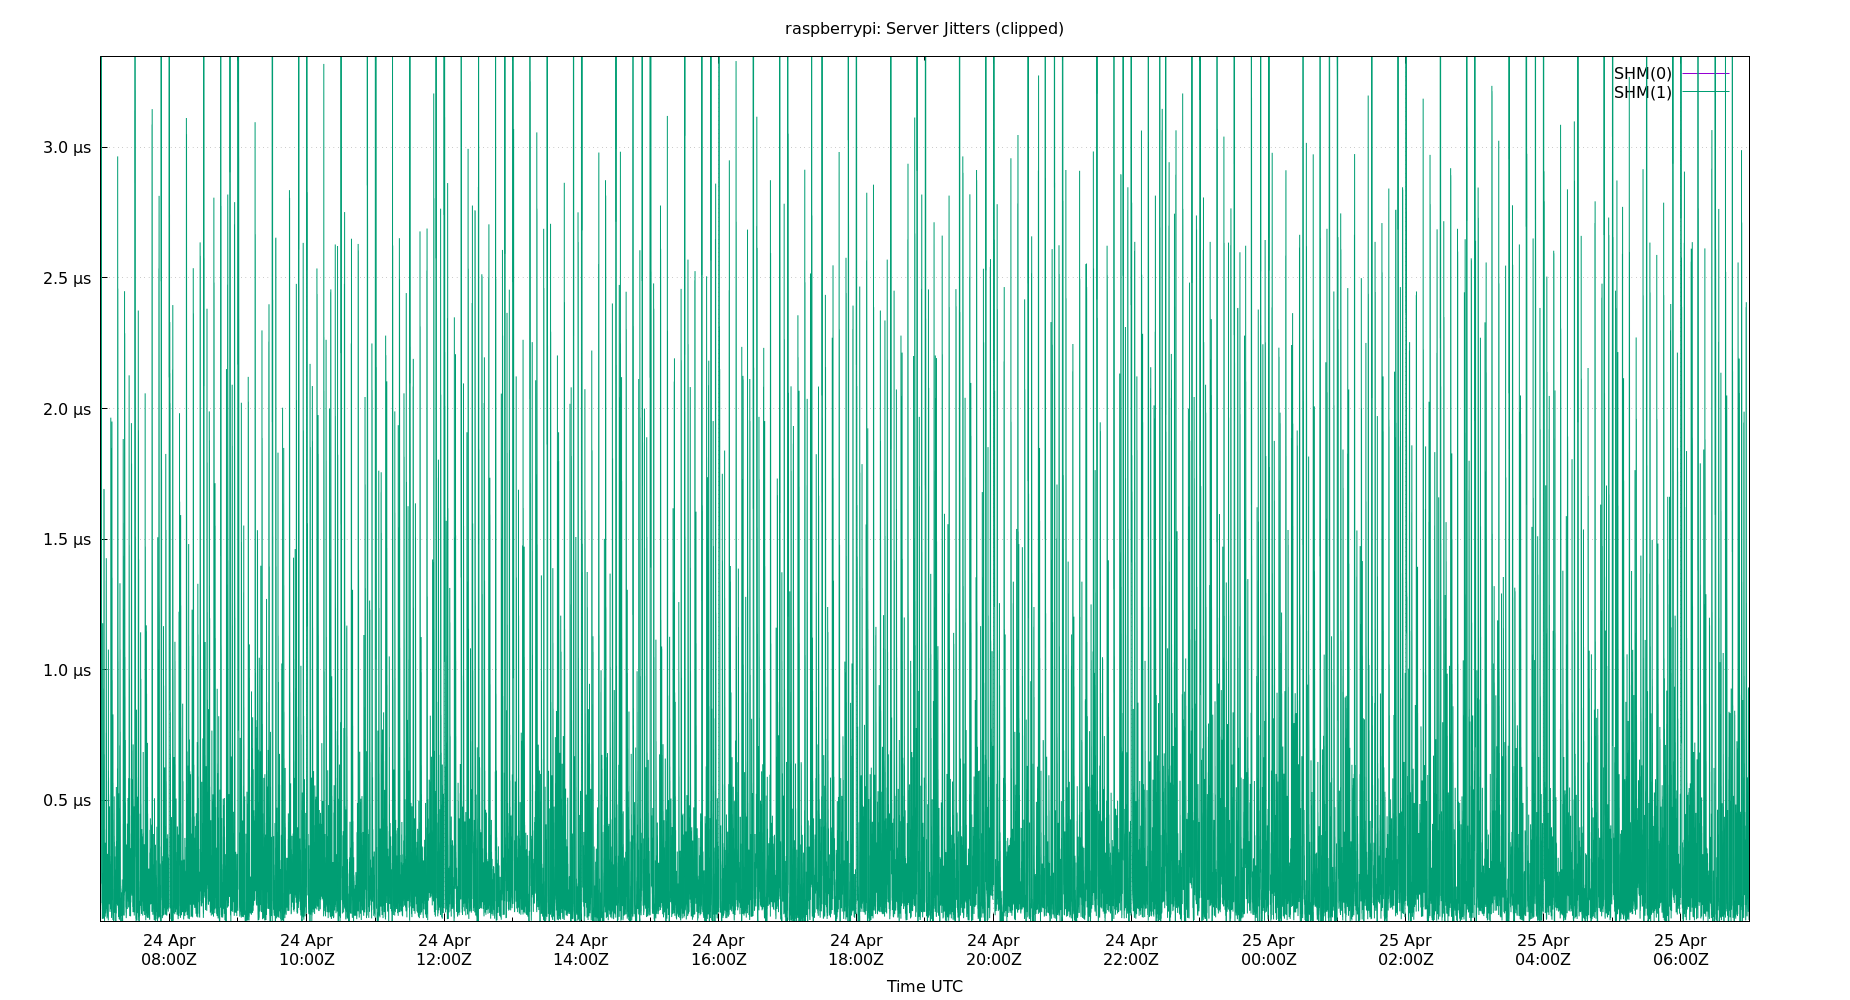 raspberrypi: Server Jitters (clipped)
SHM(0)
SHM(1)
3.0 µs
2.5 µs
2.0 µs
1.5 µs
1.0 µs
0.5 µs
24 Apr 24 Apr 24 Apr 24 Apr 24 Apr 24 Apr 24 Apr 24 Apr 25 Apr 25 Apr 25 Apr 25 Apr
08:00Z 10:00Z 12:00Z 14:00Z 16:00Z 18:00Z 20:00Z 22:00Z 00:00Z 02:00Z 04:00Z 06:00Z
Time UTC